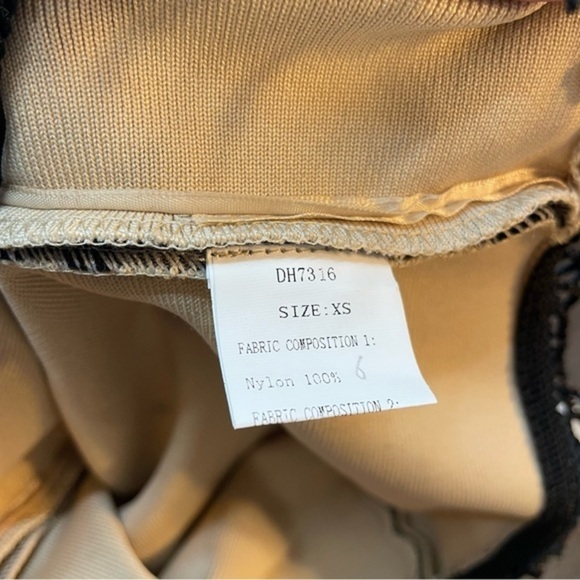 DH7316
SIZE:XS
FABRIC COMPOSITION 1:
Nylon 100% 6
FABRIC COMPOSITION 2: